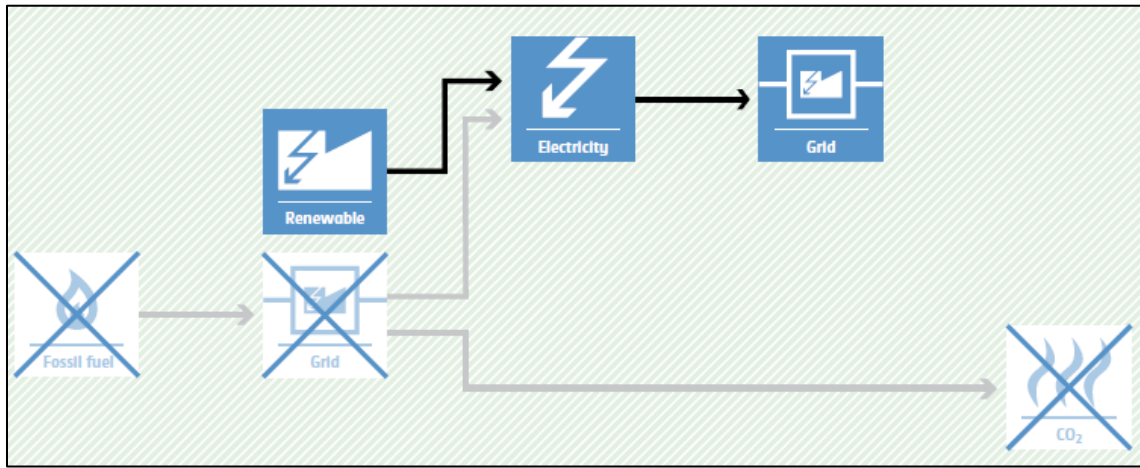 Electricity
Grid
Renewable
Fossil fuel
Grid
CO₂